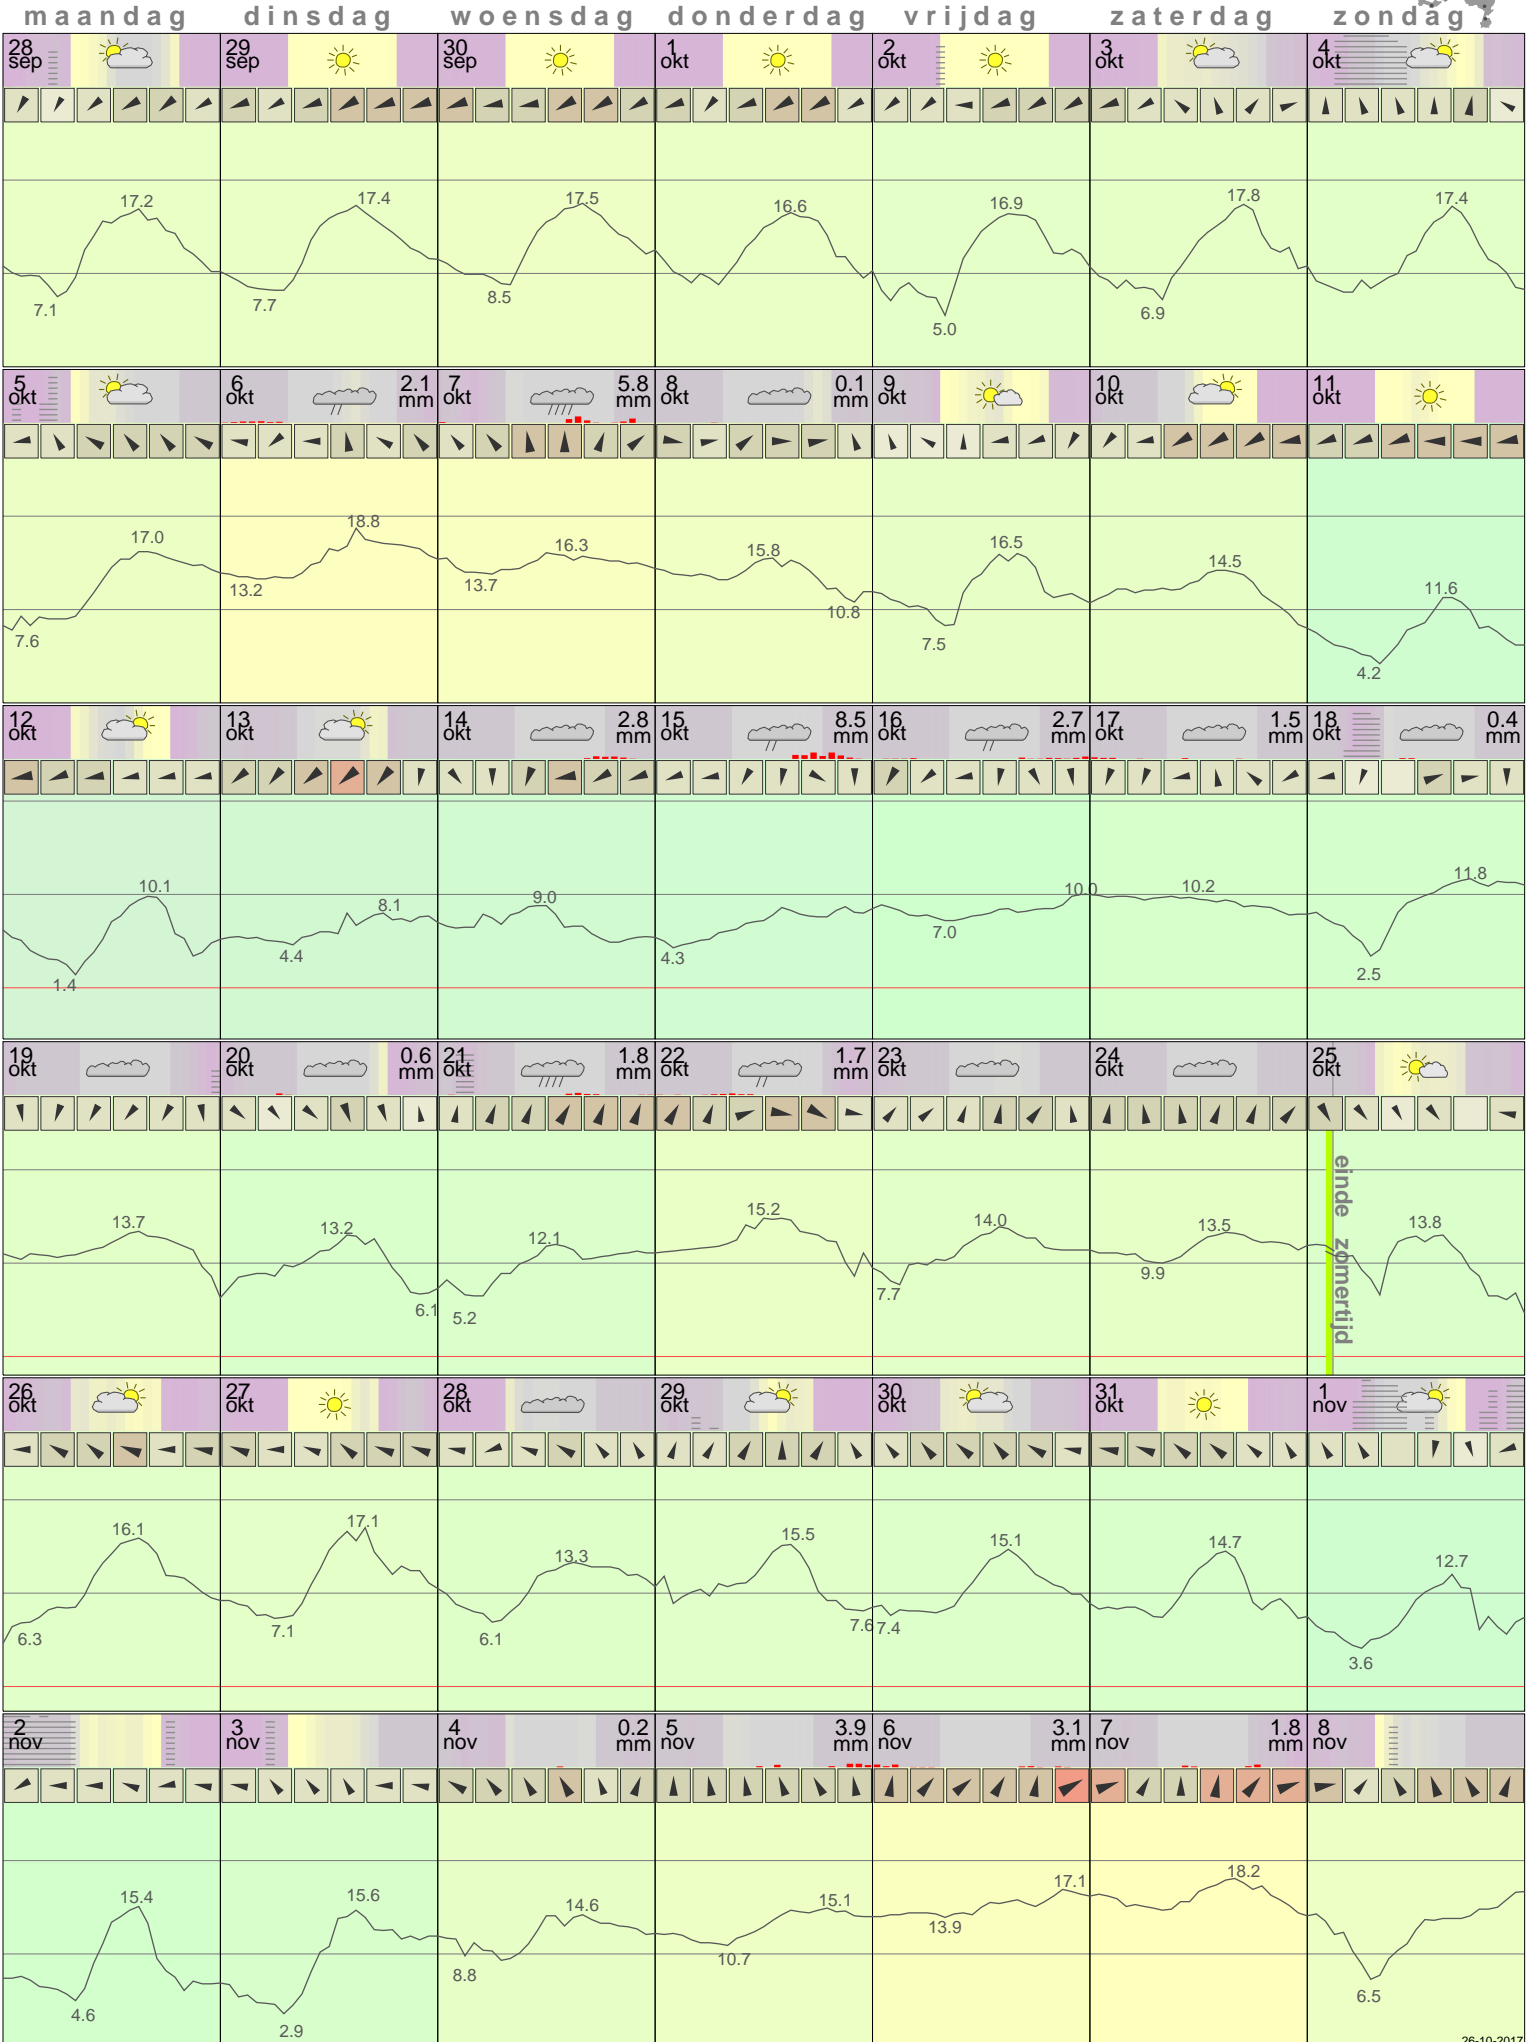 maandag dinsdag woensdag donderdag vrijdag zaterdag zondag
28 29 30 1 2 3 4
sep sep sep okt okt okt okt
17.2 17.4 17.5 16.6 16.9 17.8 17.4
7.1 7.7 8.5 5.0 6.9
5 6 2.1 7 5.8 8 0.1 9 10 11
okt okt mm okt mm okt mm okt okt okt
17.0 18.8 16.3 15.8 16.5 14.5 11.6
7.6 13.2 13.7 10.8 7.5 4.2
12 13 14 2.8 15 8.5 16 2.7 17 1.5 18 0.4
okt okt okt mm okt mm okt mm okt mm okt mm
10.1 8.1 9.0 10.0 10.2 11.8
1.4 4.4 4.3 7.0 2.5
19 20 0.6 21 1.8 22 1.7 23 24 25
okt okt mm okt mm okt mm okt okt okt
13.7 13.2 12.1 15.2 14.0 13.5 13.8
6.1 5.2 7.7 9.9
einde zomertijd
26 27 28 29 30 31 1
okt okt okt okt okt okt nov
16.1 17.1 13.3 15.5 15.1 14.7 12.7
6.3 7.1 6.1 7.6 7.4 3.6
2 3 4 0.2 5 3.9 6 3.1 7 1.8 8
nov nov nov mm nov mm nov mm nov mm nov
15.4 15.6 14.6 15.1 17.1 18.2
4.6 2.9 8.8 10.7 13.9 6.5
26-10-2017